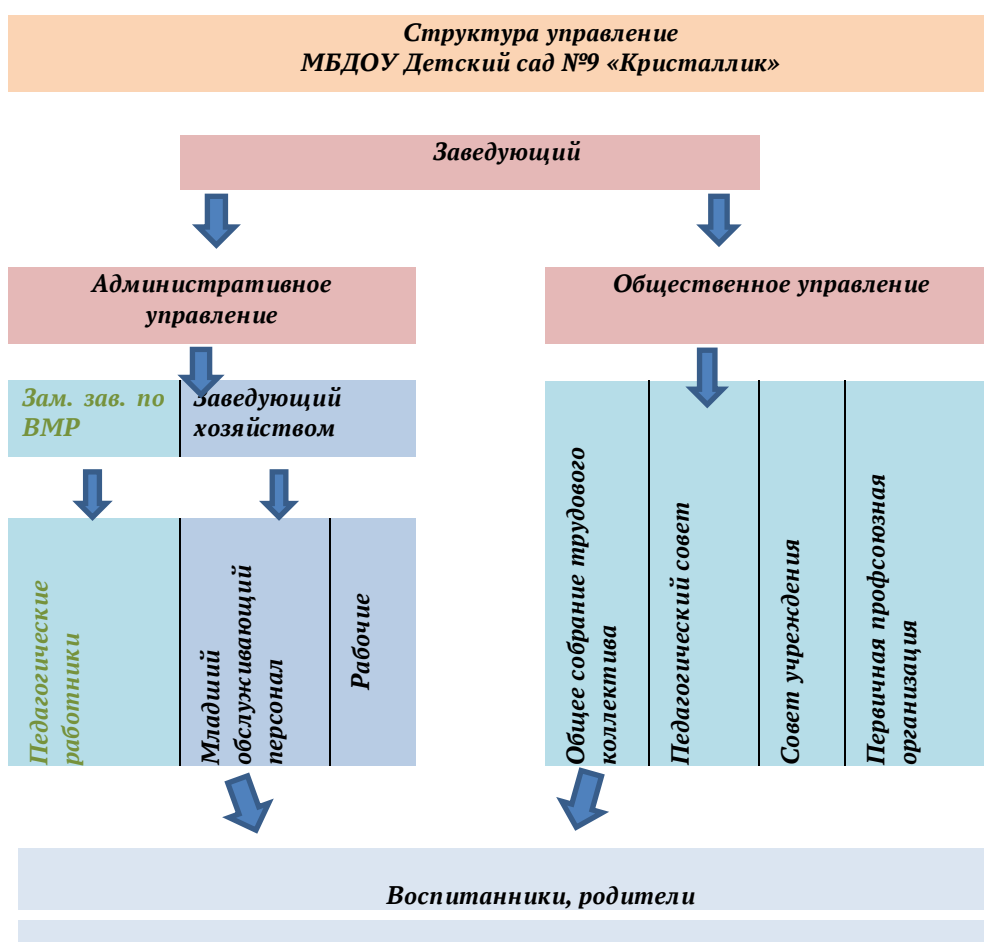 Структура управление
МБДОУ Детский сад №9 «Кристаллик»
Заведующий
Административное
управление
Общественное управление
Зам. зав. по
ВМР
Заведующий
хозяйством
Педагогические
работники
Младший
обслуживающий
персонал
Рабочие
Общее собрание трудового
коллектива
Педагогический совет
Совет учреждения
Первичная профсоюзная
организация
Воспитанники, родители